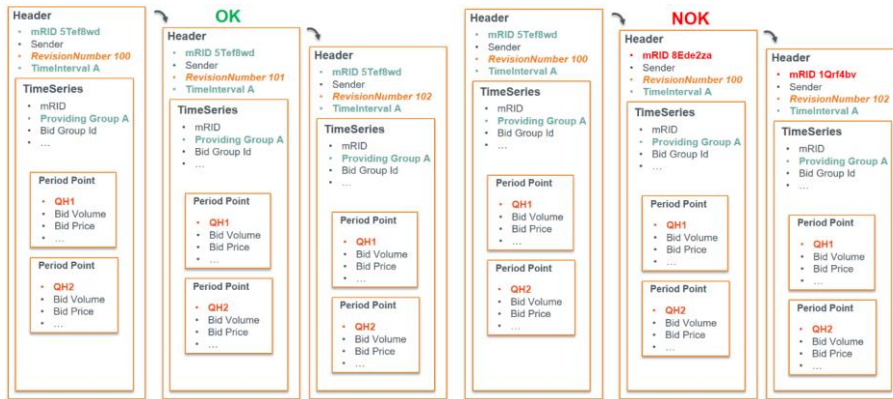 OK
Header
• mRID 5Tef8wd
• Sender
• RevisionNumber 100
• TimeInterval A
TimeSeries
• mRID
• Providing Group A
• Bid Group Id
• …
Period Point
• QH1
• Bid Volume
• Bid Price
• …
Period Point
• QH2
• Bid Volume
• Bid Price
• …
Header
• mRID 5Tef8wd
• Sender
• RevisionNumber 101
• TimeInterval A
TimeSeries
• mRID
• Providing Group A
• Bid Group Id
• …
Period Point
• QH1
• Bid Volume
• Bid Price
• …
Period Point
• QH2
• Bid Volume
• Bid Price
• …
Header
• mRID 5Tef8wd
• Sender
• RevisionNumber 102
• TimeInterval A
TimeSeries
• mRID
• Providing Group A
• Bid Group Id
• …
Period Point
• QH1
• Bid Volume
• Bid Price
• …
Period Point
• QH2
• Bid Volume
• Bid Price
• …
NOK
Header
• mRID 5Tef8wd
• Sender
• RevisionNumber 100
• TimeInterval A
TimeSeries
• mRID
• Providing Group A
• Bid Group Id
• …
Period Point
• QH1
• Bid Volume
• Bid Price
• …
Period Point
• QH2
• Bid Volume
• Bid Price
• …
Header
• mRID 8Ede2za
• Sender
• RevisionNumber 100
• TimeInterval A
TimeSeries
• mRID
• Providing Group A
• Bid Group Id
• …
Period Point
• QH1
• Bid Volume
• Bid Price
• …
Period Point
• QH2
• Bid Volume
• Bid Price
• …
Header
• mRID 1Qrf4bv
• Sender
• RevisionNumber 102
• TimeInterval A
TimeSeries
• mRID
• Providing Group A
• Bid Group Id
• …
Period Point
• QH1
• Bid Volume
• Bid Price
• …
Period Point
• QH2
• Bid Volume
• Bid Price
• …